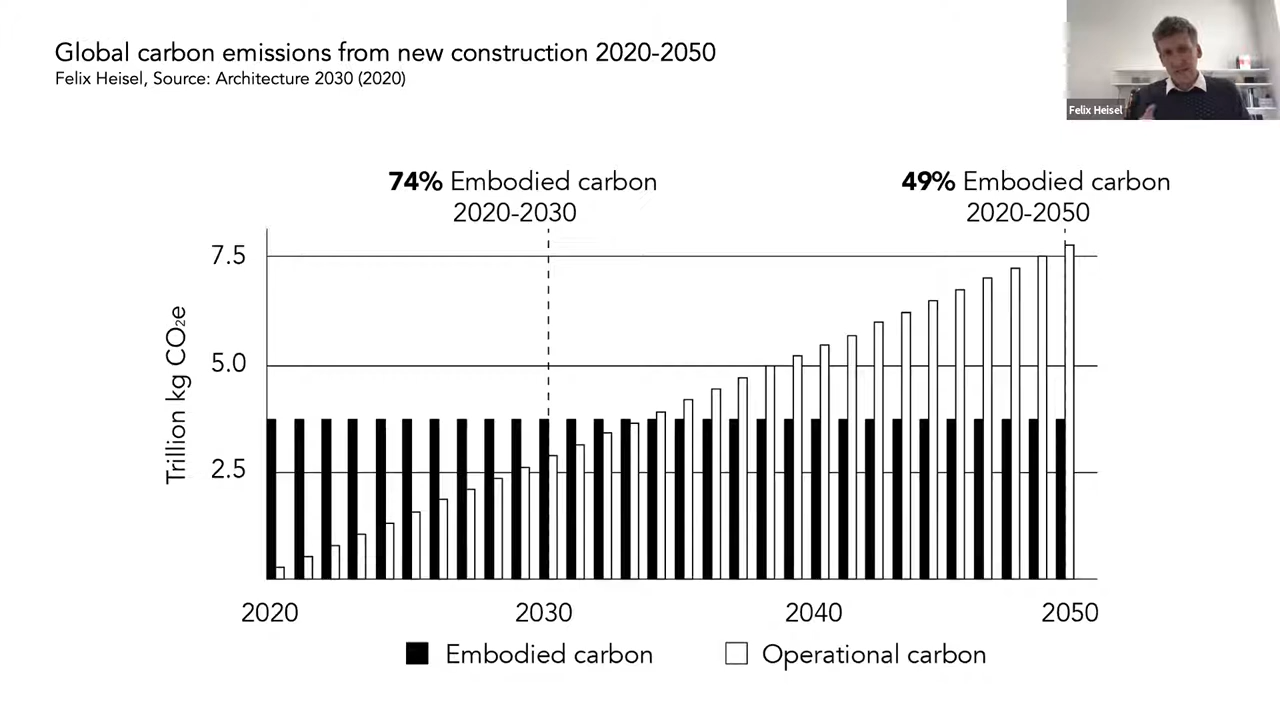 Global carbon emissions from new construction 2020-2050
Felix Heisel, Source: Architecture 2030 (2020)
Felix Heisel
74% Embodied carbon
2020-2030
49% Embodied carbon
2020-2050
7.5
5.0
2.5
Trillion kg CO₂e
2020
2030
2040
2050
Embodied carbon
Operational carbon